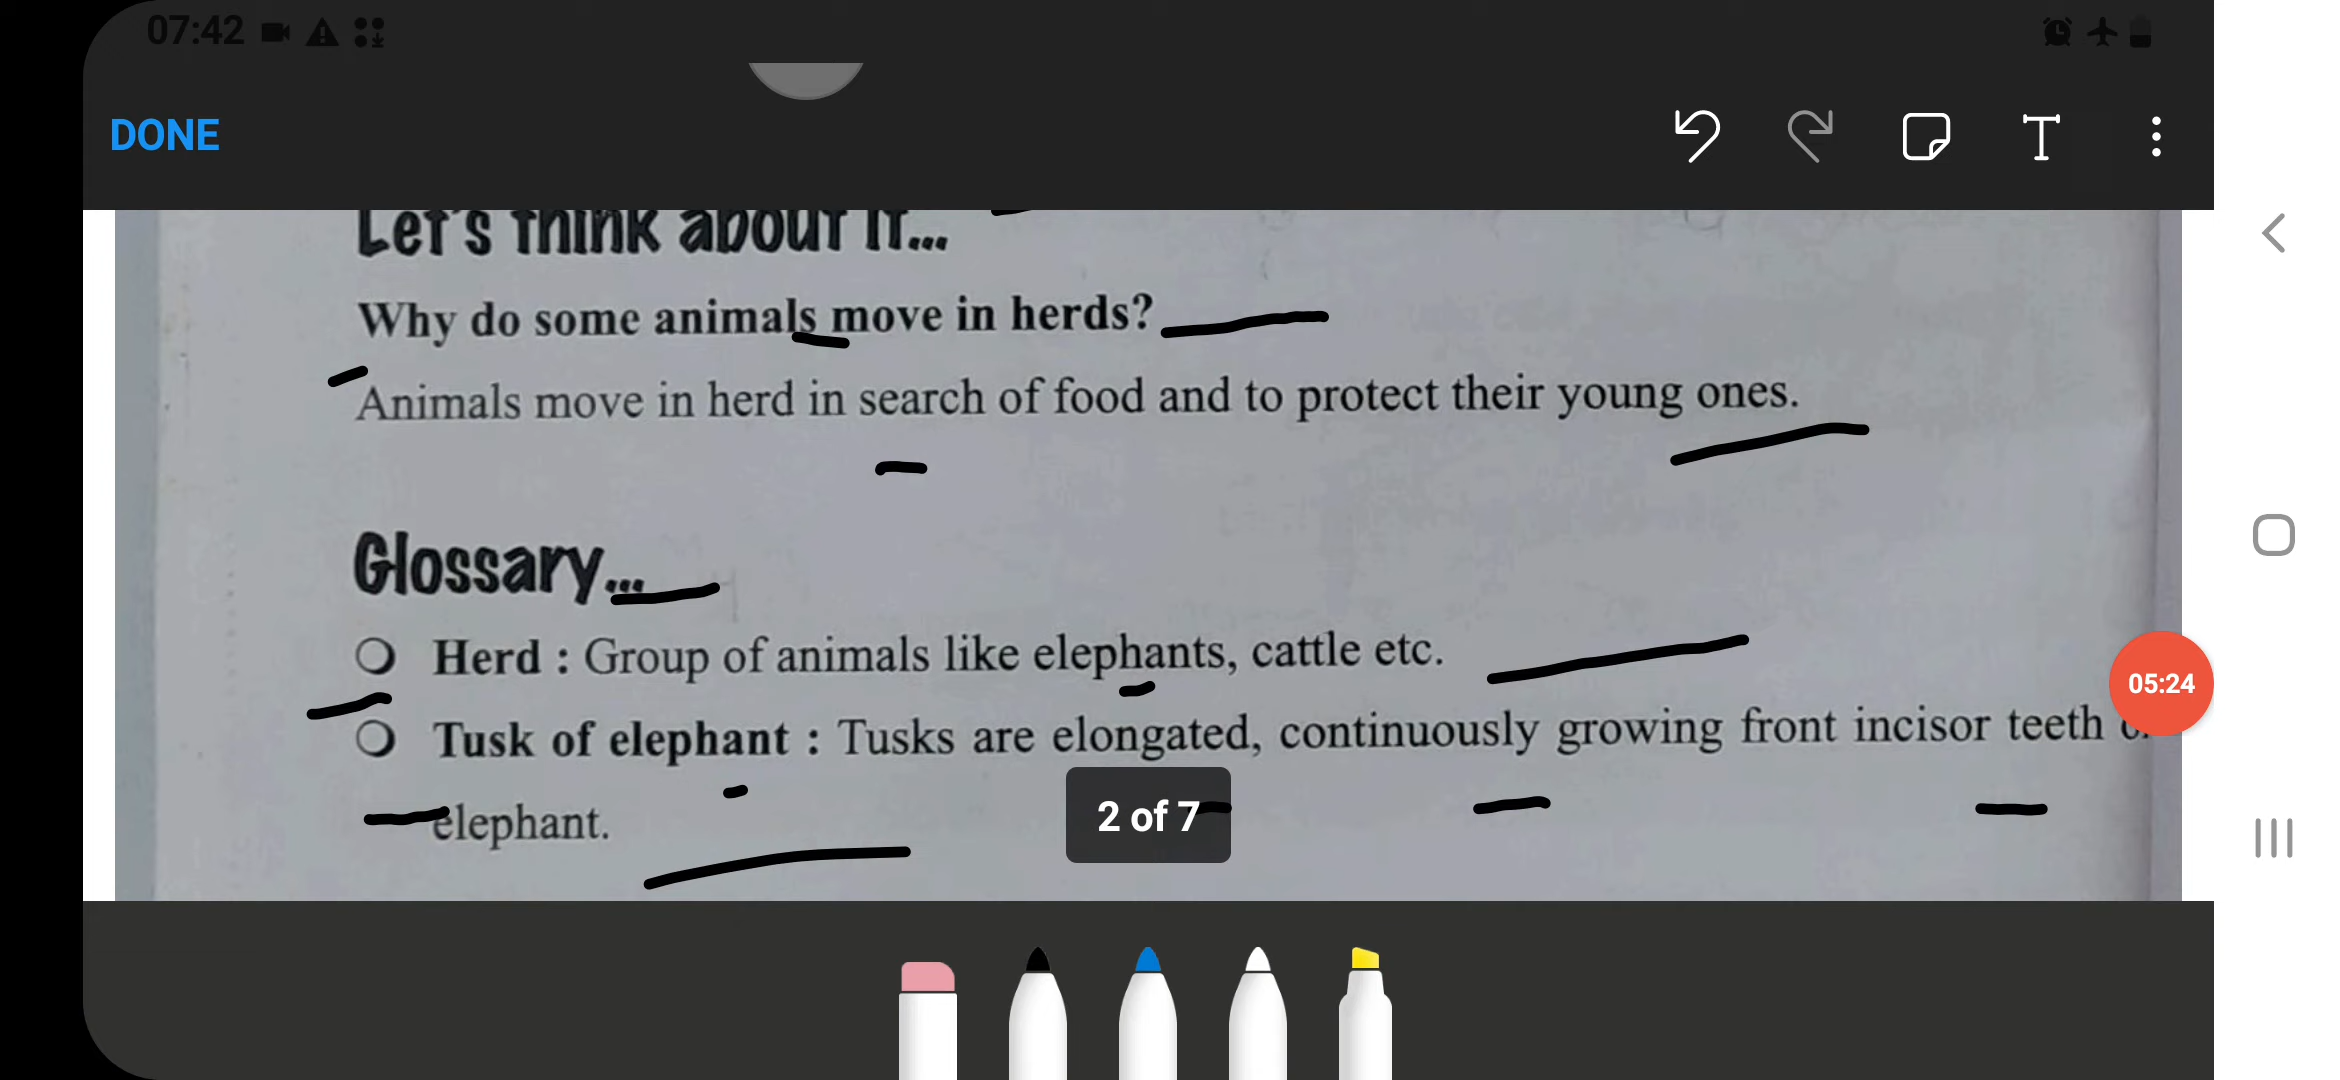 07:42
DONE
Let's think about it...
Why do some animals move in herds?
Animals move in herd in search of food and to protect their young ones.
Glossary...
Herd : Group of animals like elephants, cattle etc.
05:24
Tusk of elephant : Tusks are elongated, continuously growing front incisor teeth
elephant.
2 of 7